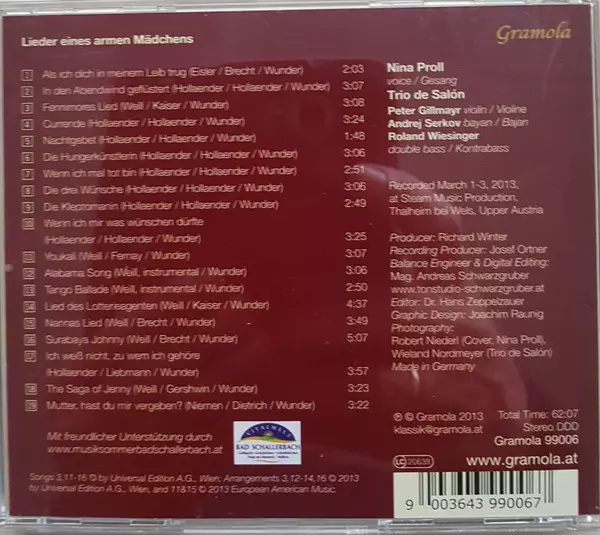 Lieder eines armen Mädchens
Gramola
1 Als ich dich in meinem Leib trug (Eisler / Brecht / Wunder) 2:03
2 In den Abendwind geflüstert (Hollaender / Hollaender / Wunder) 3:07
3 Fennimores Lied (Weill / Kaiser / Wunder) 3:08
4 Currende (Hollaender / Hollaender / Wunder) 3:24
5 Nachtgebet (Hollaender / Hollaender / Wunder) 1:48
6 Die Hungerkünstlerin (Hollaender / Hollaender / Wunder) 3:06
7 Wenn ich mal tot bin (Hollaender / Hollaender / Wunder) 2:51
8 Die drei Wünsche (Hollaender / Hollaender / Wunder) 3:06
9 Die Kleptomanin (Hollaender / Hollaender / Wunder) 2:49
10 Wenn ich mir was wünschen dürfte
(Hollaender / Hollaender / Wunder) 3:25
11 Youkali (Weill / Fernay / Wunder) 3:07
12 Alabama Song (Weill, instrumental / Wunder) 3:06
13 Tango Ballade (Weill, instrumental / Wunder) 2:50
14 Lied des Lotterieagenten (Weill / Kaiser / Wunder) 4:37
15 Nannas Lied (Weill / Brecht / Wunder) 3:49
16 Surabaya Johnny (Weill / Brecht / Wunder) 5:07
17 Ich weiß nicht, zu wem ich gehöre
(Hollaender / Liebmann / Wunder) 3:57
18 The Saga of Jenny (Weill / Gershwin / Wunder) 3:23
19 Mutter, hast du mir vergeben? (Niemen / Dietrich / Wunder) 3:22
Nina Proll
voice / Gesang
Trio de Salón
Peter Gillmayr violin / Violine
Andrej Serkov bayan / Bajan
Roland Wiesinger
double bass / Kontrabass
Recorded March 1-3, 2013,
at Steam Music Production,
Thalheim bei Wels, Upper Austria
Producer: Richard Winter
Recording Producer: Josef Ortner
Balance Engineer & Digital Editing:
Mag. Andreas Schwarzgruber
www.tonstudio-schwarzgruber.at
Editor: Dr. Hans Zeppelzauer
Graphic Design: Joachim Raunig
Photography:
Robert Niederl (Cover, Nina Proll),
Wieland Nordmeyer (Trio de Salón)
Made in Germany
Mit freundlicher Unterstützung durch
www.musiksommerbadschallerbach.at
VITALWELT
BAD SCHALLERBACH
℗ © Gramola 2013
klassik@gramola.at
Total Time: 62:07
Stereo DDD
Gramola 99006
LC 20638
www.gramola.at
Songs 3,11-16 © by Universal Edition A.G., Wien; Arrangements 3,12-14,16 © 2013
by Universal Edition A.G., Wien, and 11&15 © 2013 European American Music.
9 003643 990067